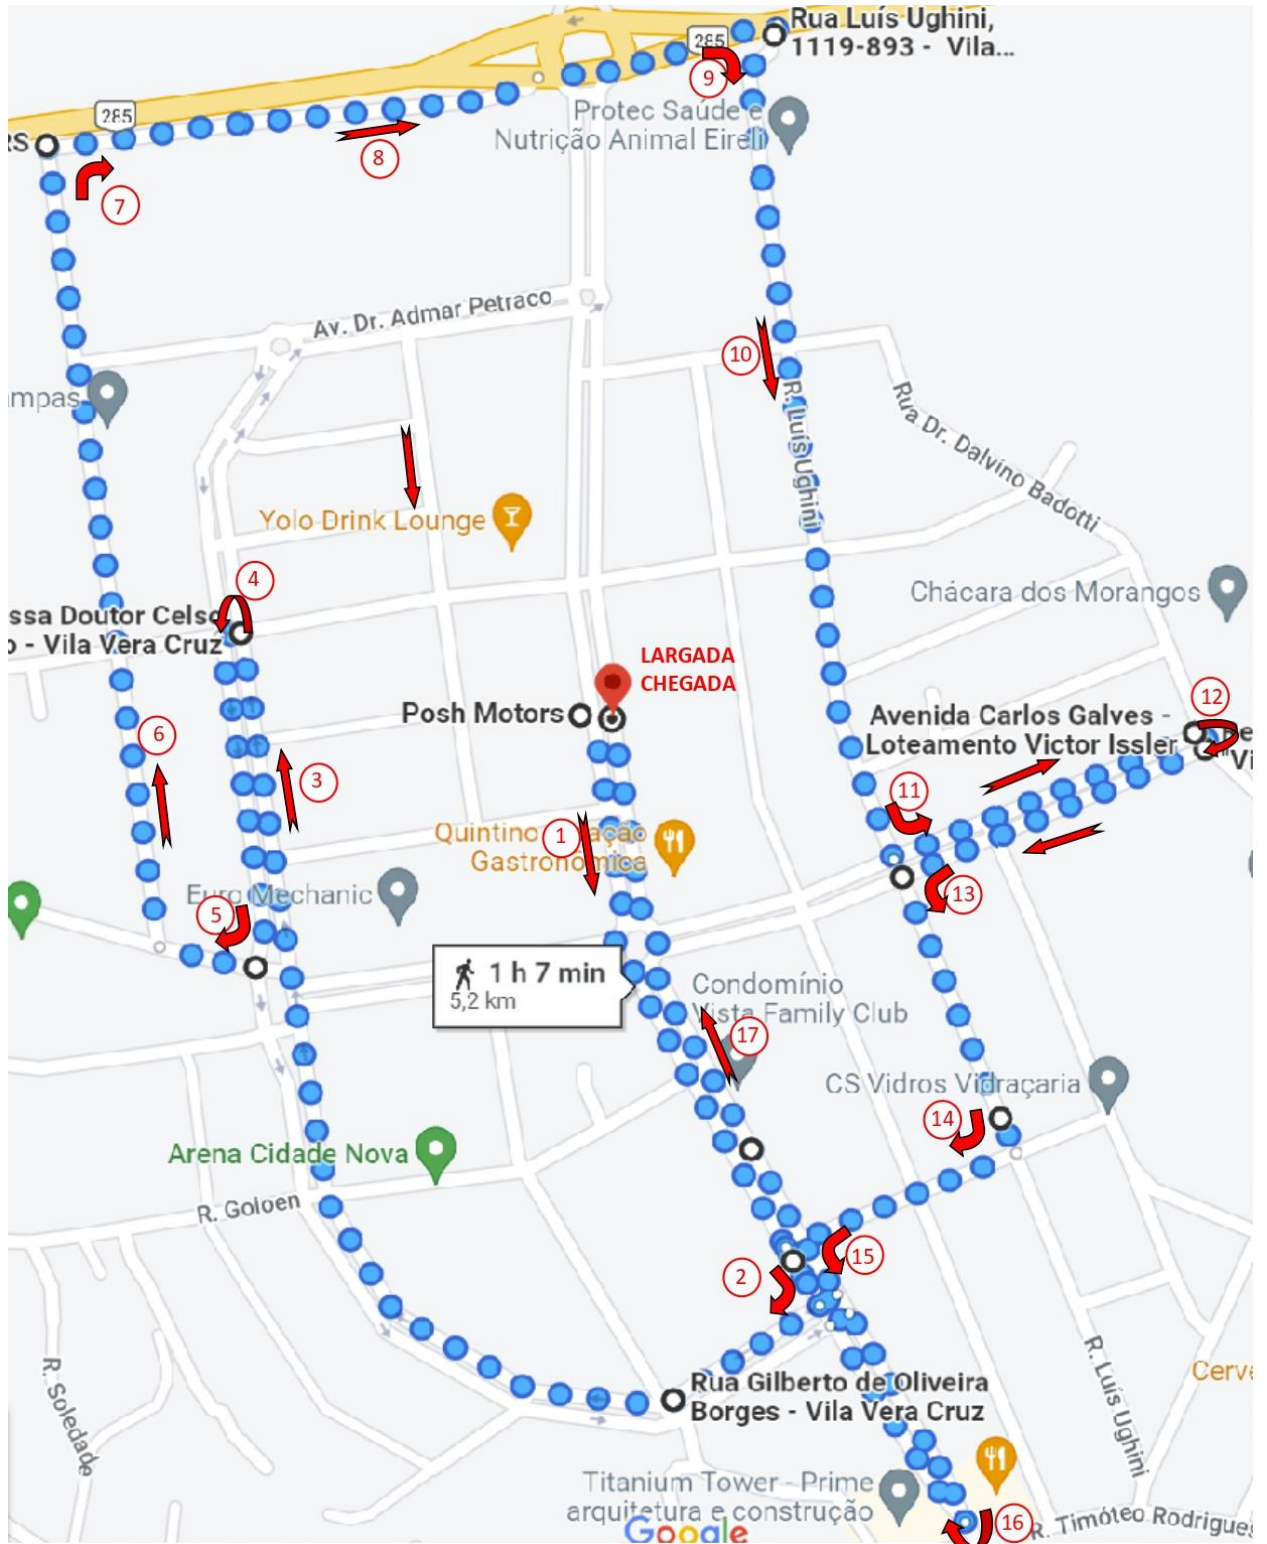 Rua Luís Ughini,
1119-893 - Vila...
285
9
285
Protec Saúde e
Nutrição Animal Eireli
RS
8
7
Av. Dr. Admar Petraco
10
R. Luís Ughini
Rua Dr. Dalvino Badotti
Yolo Drink Lounge
4
Chácara dos Morangos
ssa Doutor Celso
o - Vila Vera Cruz
LARGADA
CHEGADA
12
Posh Motors
Avenida Carlos Galves -
Loteamento Victor Issler
6
3
11
1
Quintino
Gastronômica
Euro Mechanic
5
13
1 h 7 min
5,2 km
Condomínio
Vista Family Club
17
CS Vidros Vidraçaria
14
Arena Cidade Nova
R. Goloen
15
2
R. Soledade
R. Luís Ughini
Cerve
Rua Gilberto de Oliveira
Borges - Vila Vera Cruz
Titanium Tower - Prime
arquitetura e construção
Google
16
R. Timóteo Rodrigues